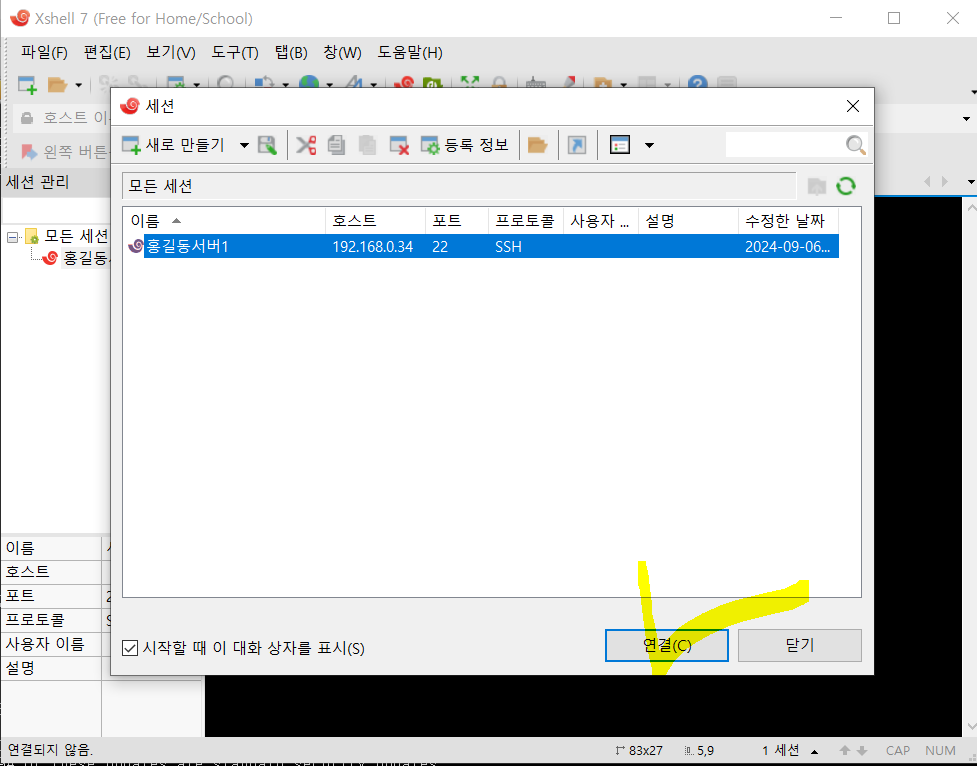 Xshell 7 (Free for Home/School)
파일(F) 편집(E) 보기(V) 도구(T) 탭(B) 창(W) 도움말(H)
세션
호스트
새로 만들기 등록 정보
왼쪽 버튼
세션 관리
모든 세션
이름 호스트 포트 프로토콜 사용자 ... 설명 수정한 날짜
모든 세션
홍길동서버1 192.168.0.34 22 SSH 2024-09-06...
홍길동
이름
호스트
포트 2
프로토콜 S
사용자 이름
설명
시작할 때 이 대화 상자를 표시(S) 연결(C) 닫기
연결되지 않음. 83x27 5,9 1 세션 CAP NUM